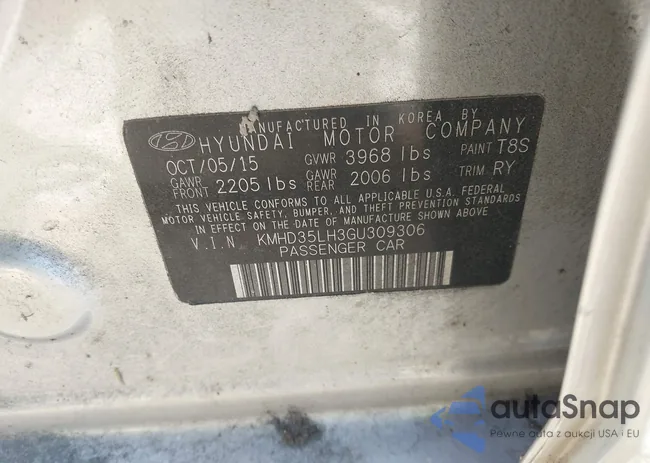 MANUFACTURED IN KOREA BY
HYUNDAI MOTOR COMPANY
OCT/05/15 GVWR 3968 lbs PAINT T8S
GAWR FRONT 2205 lbs GAWR REAR 2006 lbs TRIM RY
THIS VEHICLE CONFORMS TO ALL APPLICABLE U.S.A. FEDERAL
MOTOR VEHICLE SAFETY, BUMPER, AND THEFT PREVENTION STANDARDS
IN EFFECT ON THE DATE OF MANUFACTURE SHOWN ABOVE
V.I.N. KMHD35LH3GU309306
PASSENGER CAR
autaSnap
Pewne auta z aukcji USA i EU